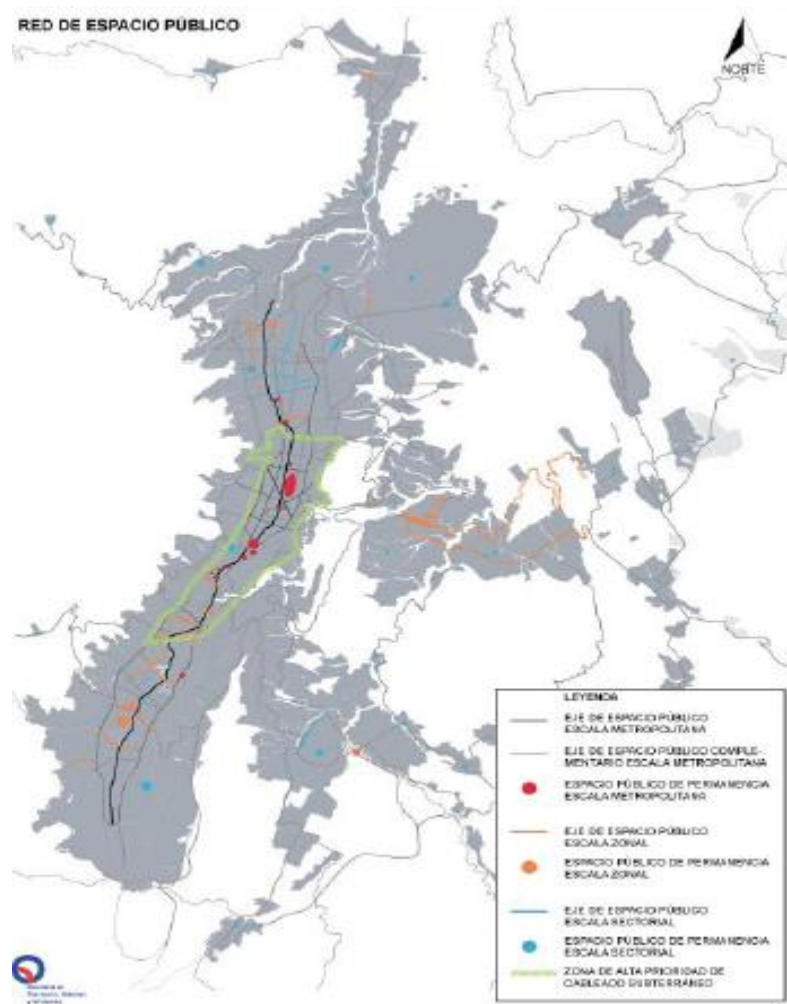 RED DE ESPACIO PÚBLICO
NORTE
LEYENDA
EJE DE ESPACIO PÚBLICO
ESCALA METROPOLITANA
EJE DE ESPACIO PÚBLICO COMPLE-
MENTARIO ESCALA METROPOLITANA
ESPACIO PÚBLICO DE PERMANENCIA
ESCALA METROPOLITANA
EJE DE ESPACIO PÚBLICO
ESCALA ZONAL
ESPACIO PÚBLICO DE PERMANENCIA
ESCALA ZONAL
EJE DE ESPACIO PÚBLICO
ESCALA SECTORIAL
ESPACIO PÚBLICO DE PERMANENCIA
ESCALA SECTORIAL
ZONA DE ALTA PRIORIDAD DE
CABLEADO SUBTERRÁNEO